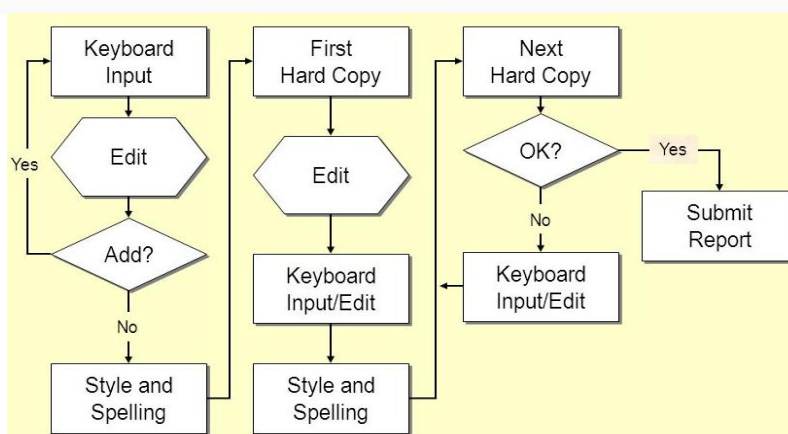 Keyboard
Input
Edit
Yes
Add?
No
Style and
Spelling
First
Hard Copy
Edit
Keyboard
Input/Edit
Style and
Spelling
Next
Hard Copy
OK?
Yes
No
Submit
Report
Keyboard
Input/Edit